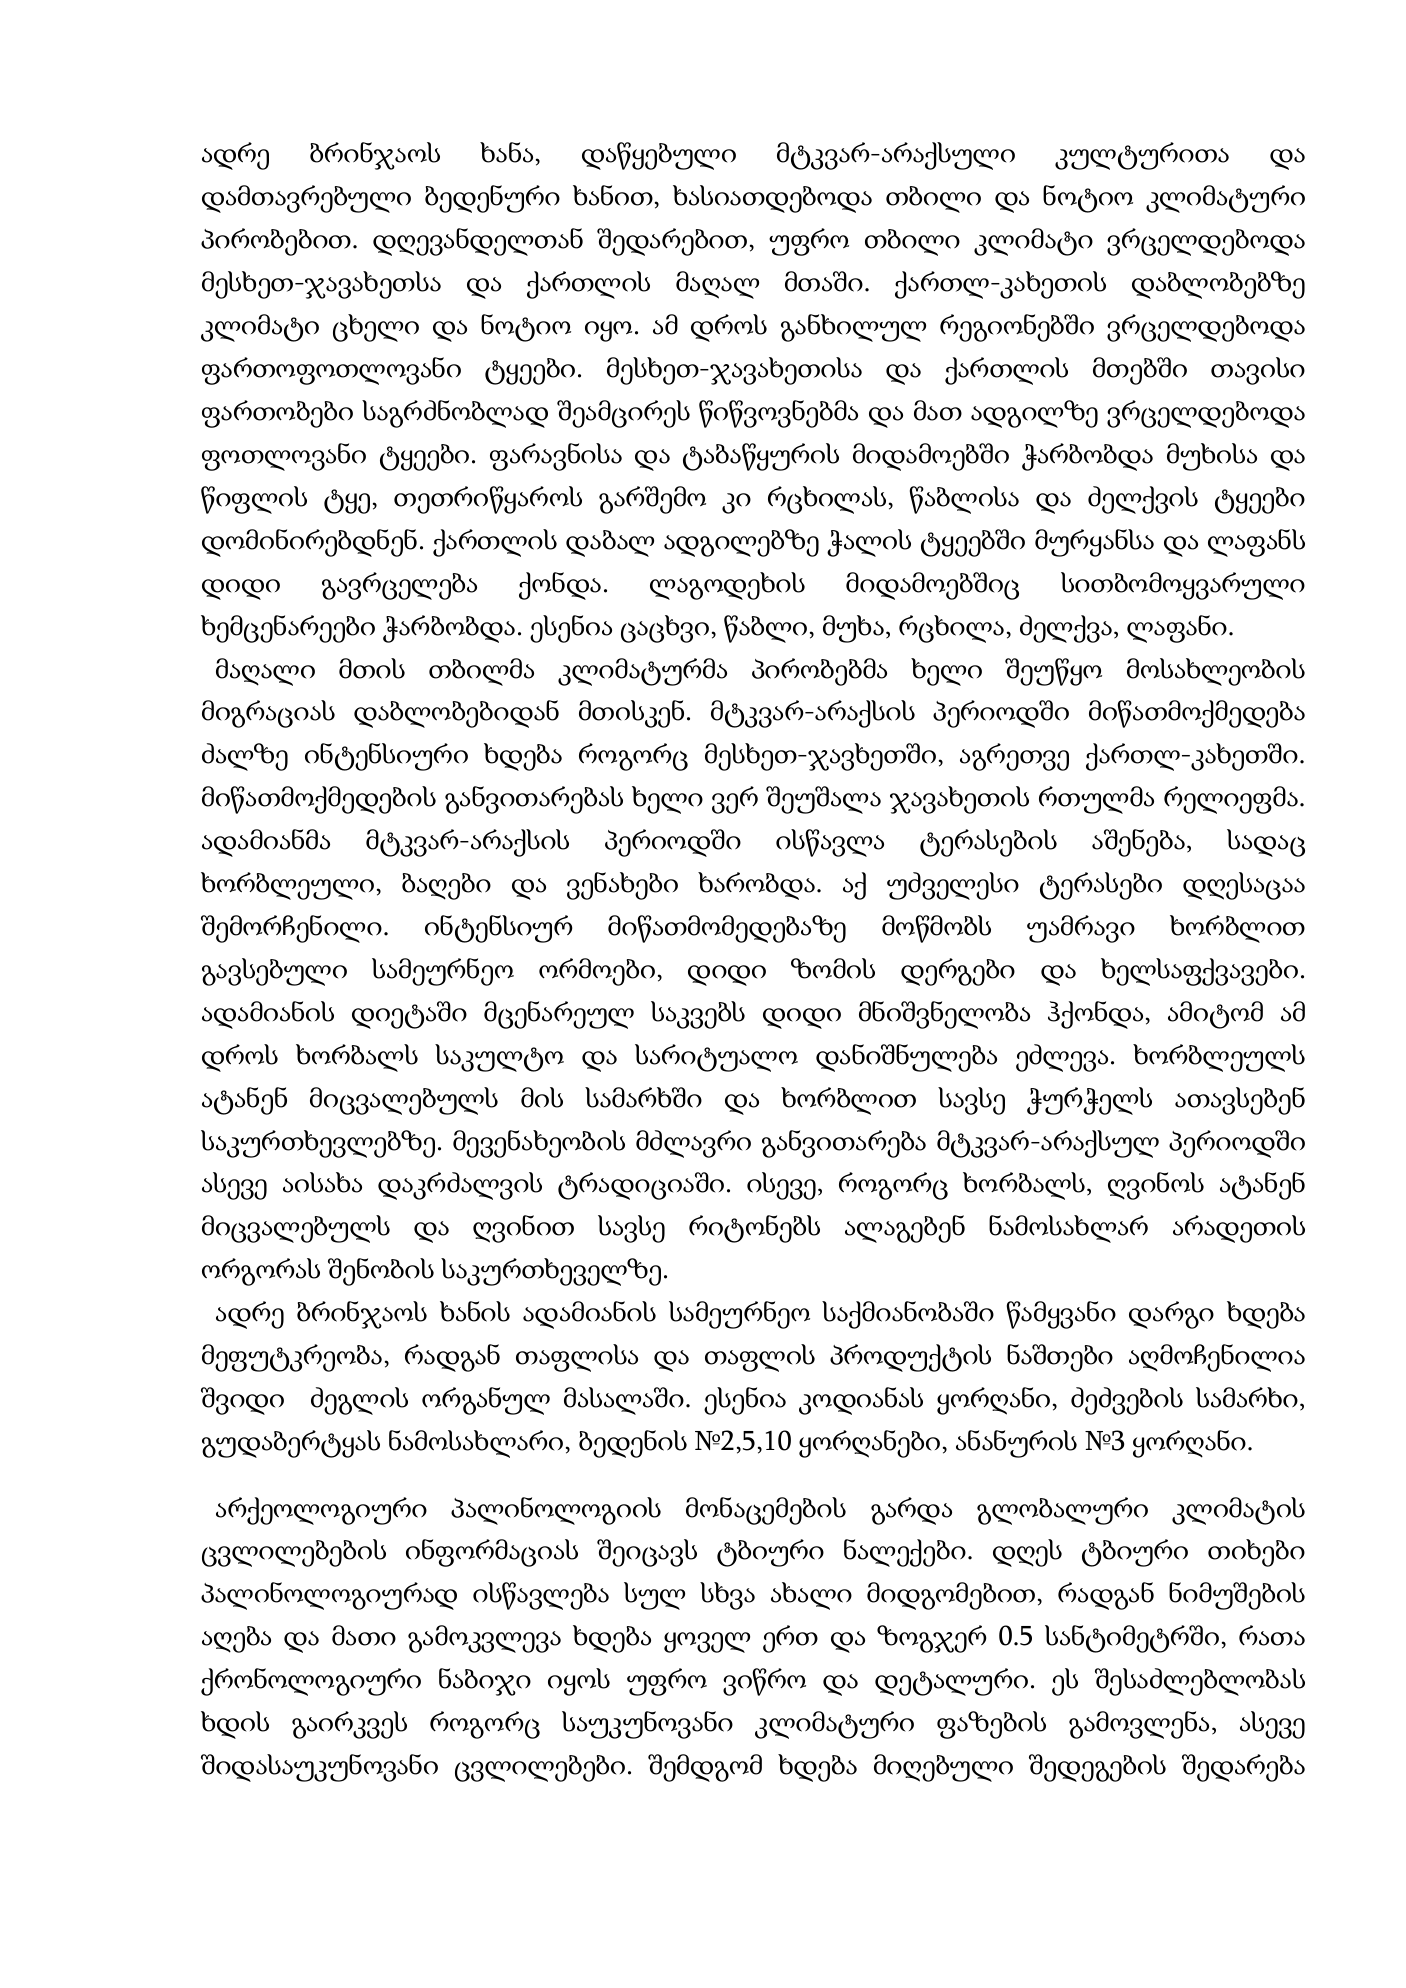 ადრე ბრინჯაოს ხანა, დაწყებული მტკვარ-არაქსული კულტურითა და
დამთავრებული ბედენური ხანით, ხასიათდებოდა თბილი და ნოტიო კლიმატური
პირობებით. დღევანდელთან შედარებით, უფრო თბილი კლიმატი ვრცელდებოდა
მესხეთ-ჯავახეთსა და ქართლის მაღალ მთაში. ქართლ-კახეთის დაბლობებზე
კლიმატი ცხელი და ნოტიო იყო. ამ დროს განხილულ რეგიონებში ვრცელდებოდა
ფართოფოთლოვანი ტყეები. მესხეთ-ჯავახეთისა და ქართლის მთებში თავისი
ფართობები საგრძნობლად შეამცირეს წიწვოვნებმა და მათ ადგილზე ვრცელდებოდა
ფოთლოვანი ტყეები. ფარავნისა და ტაბაწყურის მიდამოებში ჭარბობდა მუხისა და
წიფლის ტყე, თეთრიწყაროს გარშემო კი რცხილას, წაბლისა და ძელქვის ტყეები
დომინირებდნენ. ქართლის დაბალ ადგილებზე ჭალის ტყეებში მურყანსა და ლაფანს
დიდი გავრცელება ქონდა. ლაგოდეხის მიდამოებშიც სითბომოყვარული
ხემცენარეები ჭარბობდა. ესენია ცაცხვი, წაბლი, მუხა, რცხილა, ძელქვა, ლაფანი.
მაღალი მთის თბილმა კლიმატურმა პირობებმა ხელი შეუწყო მოსახლეობის
მიგრაციას დაბლობებიდან მთისკენ. მტკვარ-არაქსის პერიოდში მიწათმოქმედება
ძალზე ინტენსიური ხდება როგორც მესხეთ-ჯავხეთში, აგრეთვე ქართლ-კახეთში.
მიწათმოქმედების განვითარებას ხელი ვერ შეუშალა ჯავახეთის რთულმა რელიეფმა.
ადამიანმა მტკვარ-არაქსის პერიოდში ისწავლა ტერასების აშენება, სადაც
ხორბლეული, ბაღები და ვენახები ხარობდა. აქ უძველესი ტერასები დღესაცაა
შემორჩენილი. ინტენსიურ მიწათმომედებაზე მოწმობს უამრავი ხორბლით
გავსებული სამეურნეო ორმოები, დიდი ზომის დერგები და ხელსაფქვავები.
ადამიანის დიეტაში მცენარეულ საკვებს დიდი მნიშვნელობა ჰქონდა, ამიტომ ამ
დროს ხორბალს საკულტო და სარიტუალო დანიშნულება ეძლევა. ხორბლეულს
ატანენ მიცვალებულს მის სამარხში და ხორბლით სავსე ჭურჭელს ათავსებენ
საკურთხევლებზე. მევენახეობის მძლავრი განვითარება მტკვარ-არაქსულ პერიოდში
ასევე აისახა დაკრძალვის ტრადიციაში. ისევე, როგორც ხორბალს, ღვინოს ატანენ
მიცვალებულს და ღვინით სავსე რიტონებს ალაგებენ ნამოსახლარ არადეთის
ორგორას შენობის საკურთხეველზე.
ადრე ბრინჯაოს ხანის ადამიანის სამეურნეო საქმიანობაში წამყვანი დარგი ხდება
მეფუტკრეობა, რადგან თაფლისა და თაფლის პროდუქტის ნაშთები აღმოჩენილია
შვიდი ძეგლის ორგანულ მასალაში. ესენია კოდიანას ყორღანი, ძეძვების სამარხი,
გუდაბერტყას ნამოსახლარი, ბედენის №2,5,10 ყორღანები, ანანურის №3 ყორღანი.
არქეოლოგიური პალინოლოგიის მონაცემების გარდა გლობალური კლიმატის
ცვლილებების ინფორმაციას შეიცავს ტბიური ნალექები. დღეს ტბიური თიხები
პალინოლოგიურად ისწავლება სულ სხვა ახალი მიდგომებით, რადგან ნიმუშების
აღება და მათი გამოკვლევა ხდება ყოველ ერთ და ზოგჯერ 0.5 სანტიმეტრში, რათა
ქრონოლოგიური ნაბიჯი იყოს უფრო ვიწრო და დეტალური. ეს შესაძლებლობას
ხდის გაირკვეს როგორც საუკუნოვანი კლიმატური ფაზების გამოვლენა, ასევე
შიდასაუკუნოვანი ცვლილებები. შემდგომ ხდება მიღებული შედეგების შედარება